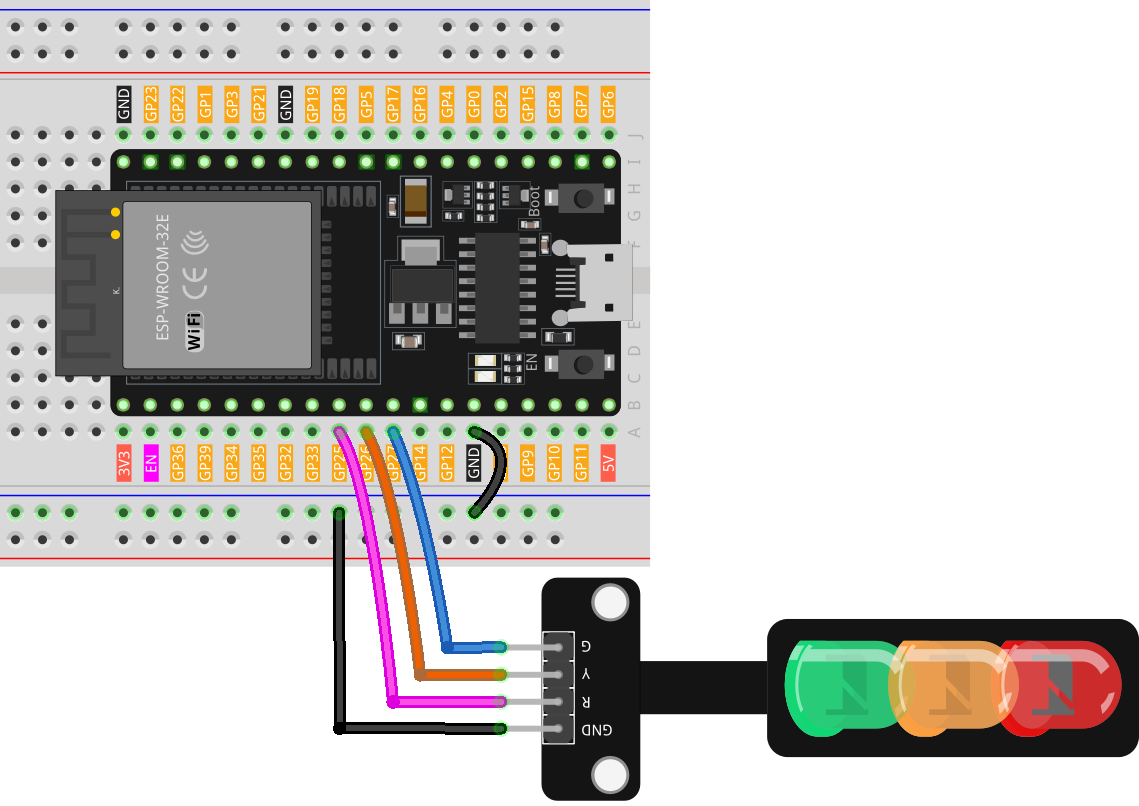 GND GP23 GP22 GP1 GP3 GP21 GND GP19 GP18 GP5 GP17 GP16 GP4 GP0 GP2 GP15 GP8 GP7 GP6
J
I
H
G
F
E
D
C
B
A
ESP-WROOM-32E
CE
WiFi
K.
Boot
EN
3V3 EN GP36 GP39 GP34 GP35 GP32 GP33 GP25 GP14 GP12 GND GP9 GP10 GP11 5V
G
Y
R
GND